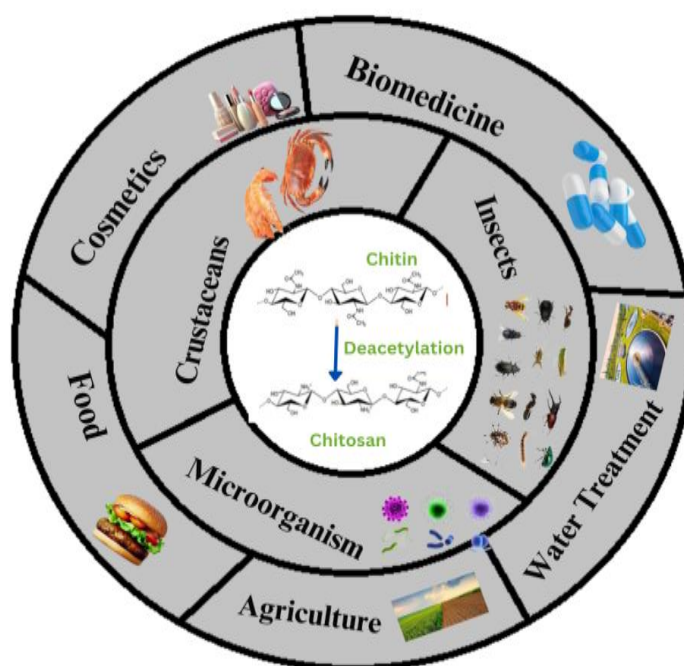 Cosmetics
Biomedicine
Crustaceans
Insects
Chitin
Deacetylation
Chitosan
Food
Microorganism
Water Treatment
Agriculture